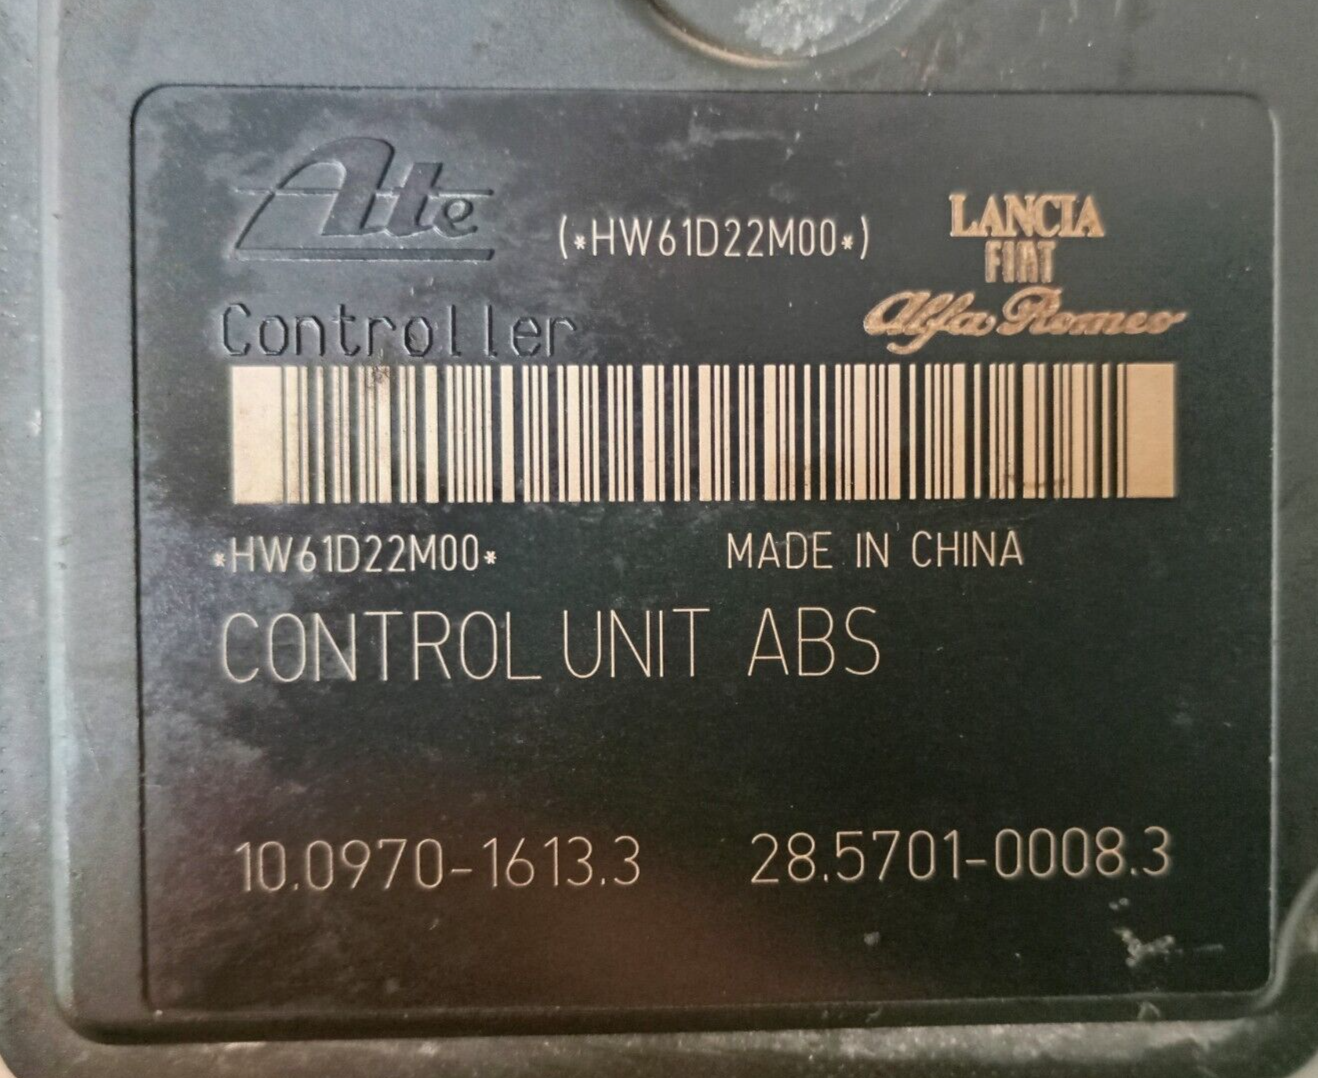 Ate
(*HW61D22M00*)
LANCIA
FIAT
Alfa Romeo
Controller
*HW61D22M00*
MADE IN CHINA
CONTROL UNIT ABS
10.0970-1613.3
28.5701-0008.3